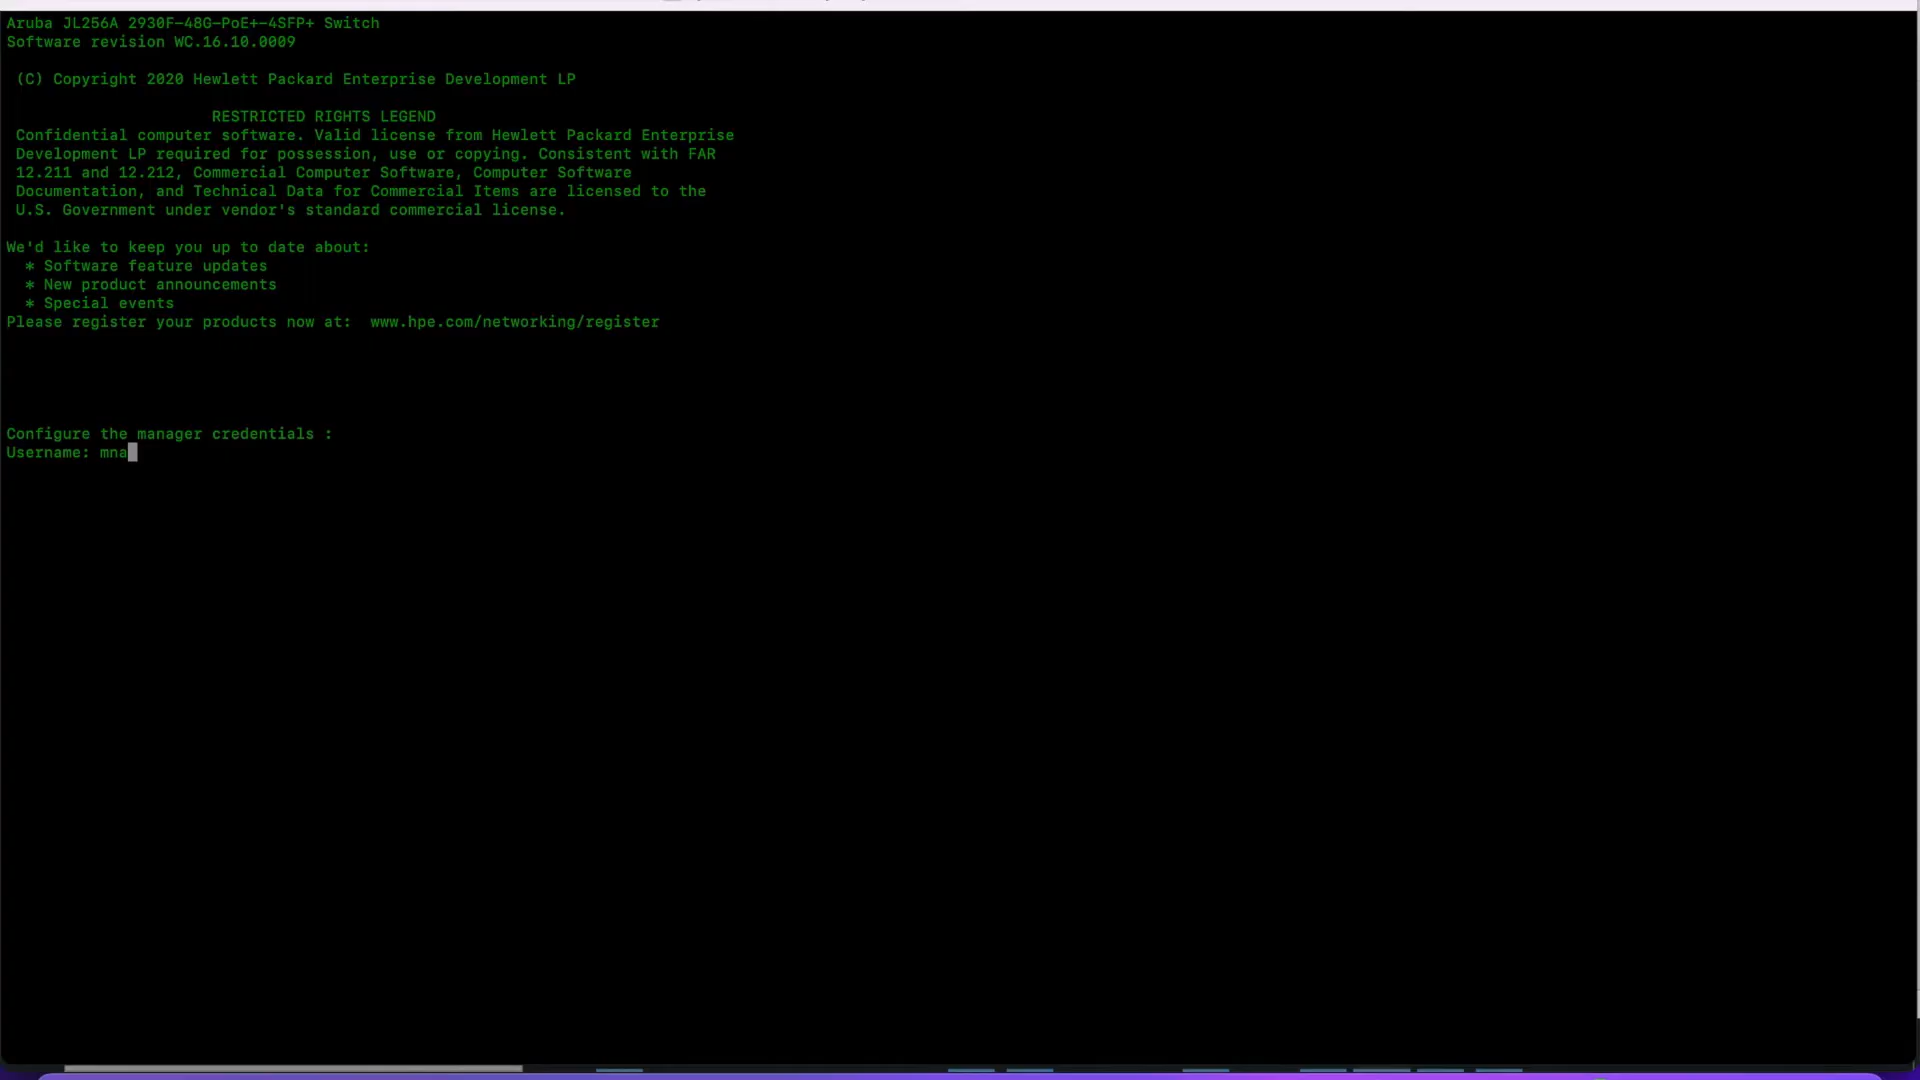 Aruba JL256A 2930F-48G-PoE+-4SFP+ Switch
Software revision WC.16.10.0009
(C) Copyright 2020 Hewlett Packard Enterprise Development LP
RESTRICTED RIGHTS LEGEND
Confidential computer software. Valid license from Hewlett Packard Enterprise
Development LP required for possession, use or copying. Consistent with FAR
12.211 and 12.212, Commercial Computer Software, Computer Software
Documentation, and Technical Data for Commercial Items are licensed to the
U.S. Government under vendor's standard commercial license.
We'd like to keep you up to date about:
* Software feature updates
* New product announcements
* Special events
Please register your products now at:  www.hpe.com/networking/register
Configure the manager credentials :
Username: mna